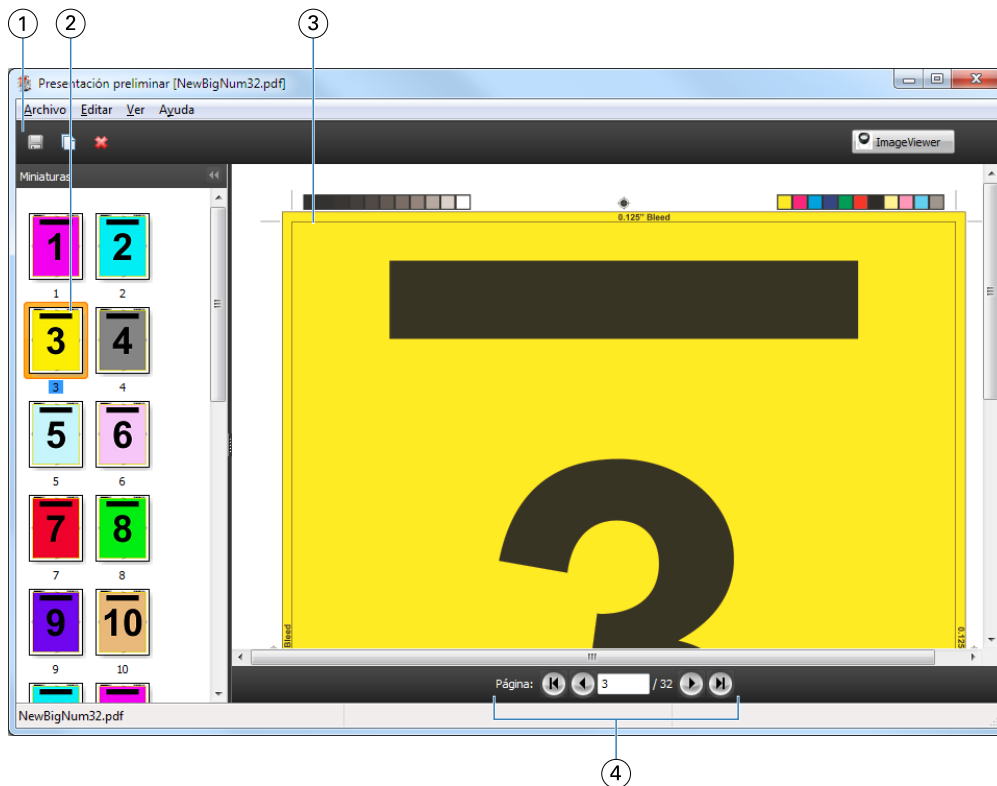 1 2 3
Presentación preliminar [NewBigNum32.pdf]
Archivo Editar Ver Ayuda
ImageViewer
Miniaturas
1 2
1 2
3 4
3 4
5 6
5 6
7 8
7 8
9 10
9 10
0.125" Bleed
3
Bleed
0.125
Página: 3 / 32
NewBigNum32.pdf
4